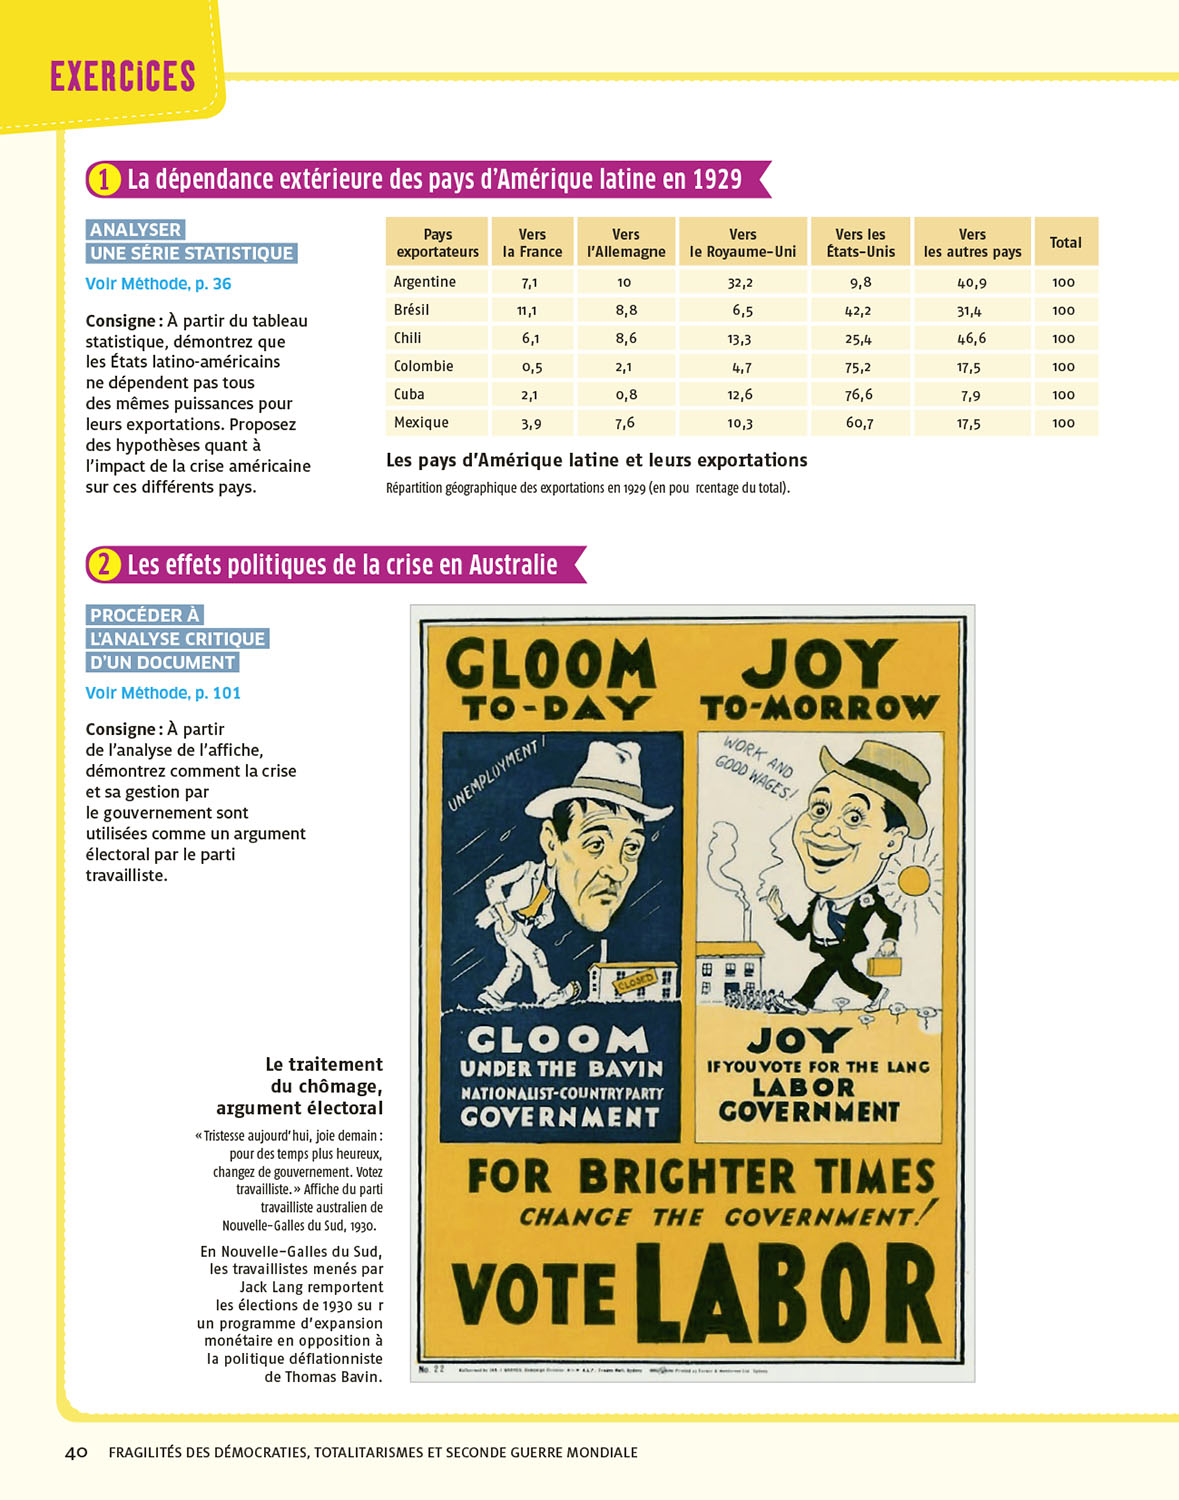 EXERCiCES
1 La dépendance extérieure des pays d'Amérique latine en 1929
ANALYSER
UNE SÉRIE STATISTIQUE
Voir Méthode, p. 36
Consigne : À partir du tableau
statistique, démontrez que
les États latino-américains
ne dépendent pas tous
des mêmes puissances pour
leurs exportations. Proposez
des hypothèses quant à
l'impact de la crise américaine
sur ces différents pays.
Pays exportateurs Vers la France Vers l'Allemagne Vers le Royaume-Uni Vers les États-Unis Vers les autres pays Total
Argentine 7,1 10 32,2 9,8 40,9 100
Brésil 11,1 8,8 6,5 42,2 31,4 100
Chili 6,1 8,6 13,3 25,4 46,6 100
Colombie 0,5 2,1 4,7 75,2 17,5 100
Cuba 2,1 0,8 12,6 76,6 7,9 100
Mexique 3,9 7,6 10,3 60,7 17,5 100
Les pays d'Amérique latine et leurs exportations
Répartition géographique des exportations en 1929 (en pou rcentage du total).
2 Les effets politiques de la crise en Australie
PROCÉDER À
L'ANALYSE CRITIQUE
D'UN DOCUMENT
Voir Méthode, p. 101
Consigne : À partir
de l'analyse de l'affiche,
démontrez comment la crise
et sa gestion par
le gouvernement sont
utilisées comme un argument
électoral par le parti
travailliste.
GLOOM
TO-DAY
JOY
TO-MORROW
UNEMPLOYMENT!
WORK AND
GOOD WAGES!
CLOSED
GLOOM
UNDER THE BAVIN
NATIONALIST-COUNTRY PARTY
GOVERNMENT
JOY
IF YOU VOTE FOR THE LANG
LABOR
GOVERNMENT
FOR BRIGHTER TIMES
CHANGE THE GOVERNMENT!
VOTE LABOR
No. 22
Le traitement
du chômage,
argument électoral
« Tristesse aujourd'hui, joie demain :
pour des temps plus heureux,
changez de gouvernement. Votez
travailliste. » Affiche du parti
travailliste australien de
Nouvelle-Galles du Sud, 1930.
En Nouvelle-Galles du Sud,
les travaillistes menés par
Jack Lang remportent
les élections de 1930 su r
un programme d'expansion
monétaire en opposition à
la politique déflationniste
de Thomas Bavin.
40 FRAGILITÉS DES DÉMOCRATIES, TOTALITARISMES ET SECONDE GUERRE MONDIALE